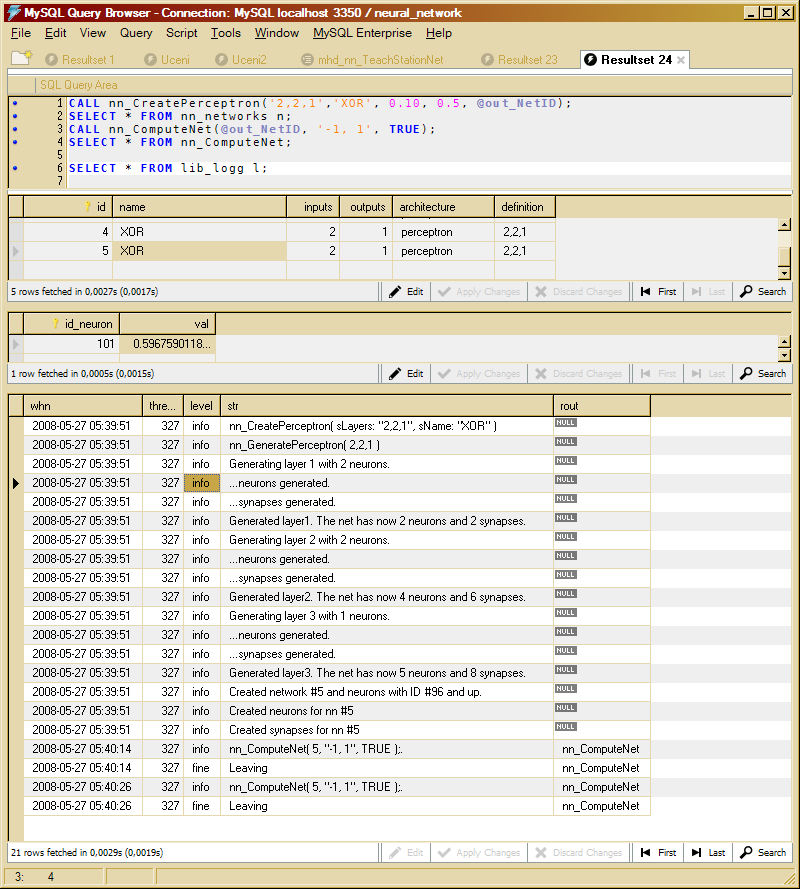 MySQL Query Browser - Connection: MySQL localhost 3350 / neural_network
File Edit View Query Script Tools Window MySQL Enterprise Help
Resultset 1 Uceni Uceni2 mhd_nn_TeachStationNet Resultset 23 Resultset 24
SQL Query Area
1 CALL nn_CreatePerceptron('2,2,1','XOR', 0.10, 0.5, @out_NetID);
2 SELECT * FROM nn_networks n;
3 CALL nn_ComputeNet(@out_NetID, '-1, 1', TRUE);
4 SELECT * FROM nn_ComputeNet;
5
6 SELECT * FROM lib_logg l;
7
id name inputs outputs architecture definition
4 XOR 2 1 perceptron 2,2,1
5 XOR 2 1 perceptron 2,2,1
5 rows fetched in 0,0027s (0,0017s) Edit Apply Changes Discard Changes First Last Search
id_neuron val
101 0.5967590118...
1 row fetched in 0,0005s (0,0015s) Edit Apply Changes Discard Changes First Last Search
whn thre... level str rout
2008-05-27 05:39:51 327 info nn_CreatePerceptron( sLayers: "2,2,1", sName: "XOR" ) NULL
2008-05-27 05:39:51 327 info nn_GeneratePerceptron( 2,2,1 ) NULL
2008-05-27 05:39:51 327 info Generating layer 1 with 2 neurons. NULL
2008-05-27 05:39:51 327 info ...neurons generated. NULL
2008-05-27 05:39:51 327 info ...synapses generated. NULL
2008-05-27 05:39:51 327 info Generated layer1. The net has now 2 neurons and 2 synapses. NULL
2008-05-27 05:39:51 327 info Generating layer 2 with 2 neurons. NULL
2008-05-27 05:39:51 327 info ...neurons generated. NULL
2008-05-27 05:39:51 327 info ...synapses generated. NULL
2008-05-27 05:39:51 327 info Generated layer2. The net has now 4 neurons and 6 synapses. NULL
2008-05-27 05:39:51 327 info Generating layer 3 with 1 neurons. NULL
2008-05-27 05:39:51 327 info ...neurons generated. NULL
2008-05-27 05:39:51 327 info ...synapses generated. NULL
2008-05-27 05:39:51 327 info Generated layer3. The net has now 5 neurons and 8 synapses. NULL
2008-05-27 05:39:51 327 info Created network #5 and neurons with ID #96 and up. NULL
2008-05-27 05:39:51 327 info Created neurons for nn #5 NULL
2008-05-27 05:39:51 327 info Created synapses for nn #5 NULL
2008-05-27 05:40:14 327 info nn_ComputeNet( 5, "-1, 1", TRUE );. nn_ComputeNet
2008-05-27 05:40:14 327 fine Leaving nn_ComputeNet
2008-05-27 05:40:26 327 info nn_ComputeNet( 5, "-1, 1", TRUE );. nn_ComputeNet
2008-05-27 05:40:26 327 fine Leaving nn_ComputeNet
21 rows fetched in 0,0029s (0,0019s) Edit Apply Changes Discard Changes First Last Search
3: 4